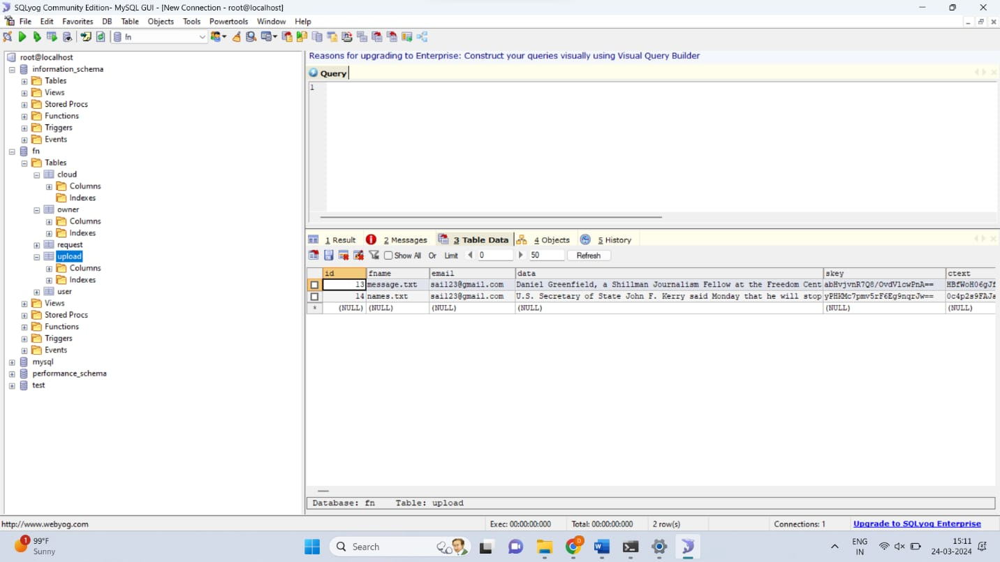 SQLyog Community Edition- MySQL GUI - [New Connection - root@localhost]
File Edit Favorites DB Table Objects Tools Powertools Window Help
fn
root@localhost
information_schema
Tables
Views
Stored Procs
Functions
Triggers
Events
fn
Tables
cloud
Columns
Indexes
owner
Columns
Indexes
request
upload
Columns
Indexes
user
Views
Stored Procs
Functions
Triggers
Events
mysql
performance_schema
test
Reasons for upgrading to Enterprise: Construct your queries visually using Visual Query Builder
Query
1
1 Result 2 Messages 3 Table Data 4 Objects 5 History
Show All Or Limit 0 50 Refresh
id fname email data skey ctext
13 message.txt sai123@gmail.com Daniel Greenfield, a Shillman Journalism Fellow at the Freedom Cent abHvjvnR7Q8/OvdVlcwPnA== HBfWoH06gJf
14 names.txt sai123@gmail.com U.S. Secretary of State John F. Kerry said Monday that he will stop yPHKMc7pmv5rF6Eg9nqrJw== 0c4p2s9FAJa
* (NULL) (NULL) (NULL) (NULL) (NULL) (NULL)
Database: fn Table: upload
http://www.webyog.com Exec: 00:00:00:000 Total: 00:00:00:000 2 row(s) Connections: 1 Upgrade to SQLyog Enterprise
1 99°F
Sunny
Search
D
ENG
IN
15:11
24-03-2024